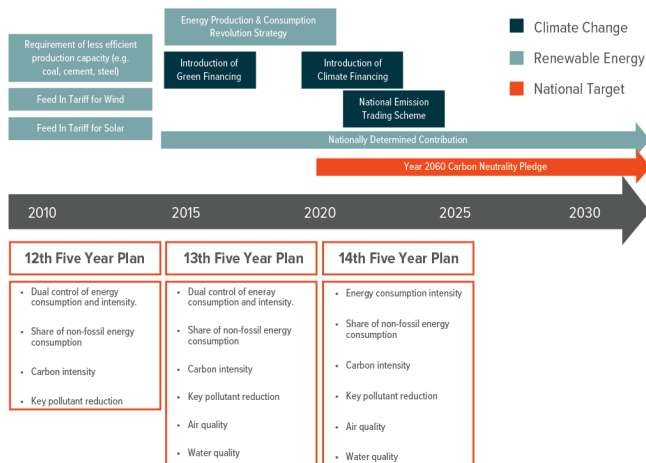 Energy Production & Consumption
Revolution Strategy
Climate Change
Renewable Energy
National Target
Requirement of less efficient
production capacity (e.g.
coal, cement, steel)
Introduction of
Green Financing
Introduction of
Climate Financing
Feed In Tariff for Wind
National Emission
Trading Scheme
Feed In Tariff for Solar
Nationally Determined Contribution
Year 2060 Carbon Neutrality Pledge
2010 2015 2020 2025 2030
12th Five Year Plan
• Dual control of energy
consumption and intensity.
• Share of non-fossil energy
consumption
• Carbon intensity
• Key pollutant reduction
13th Five Year Plan
• Dual control of eneray
consumption and intensity.
• Share of non-fossil energy
consumption
• Carbon intensity
• Key pollutant reduction
• Air quality
• Water quality
14th Five Year Plan
• Energy consumption intensity
• Share of non-fossil energy
consumption
• Carbon intensity
• Key pollutant reduction
• Air quality
• Water quality